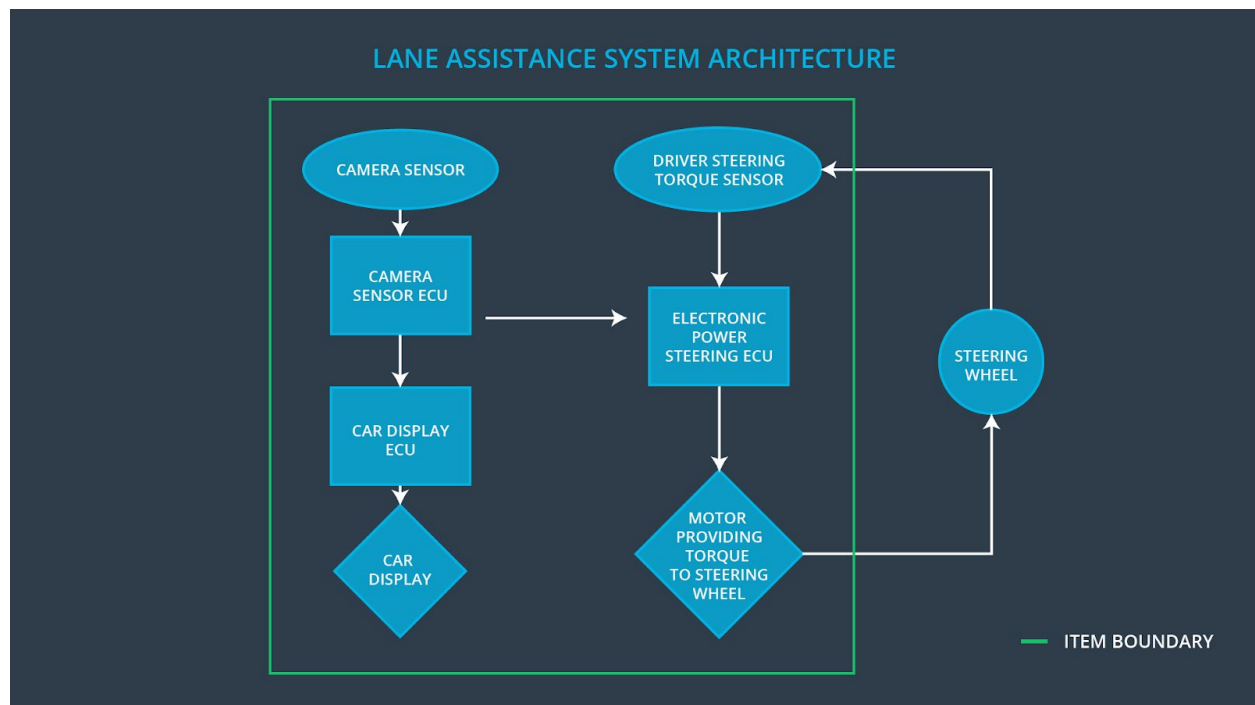 LANE ASSISTANCE SYSTEM ARCHITECTURE
CAMERA SENSOR
DRIVER STEERING
TORQUE SENSOR
CAMERA
SENSOR ECU
ELECTRONIC
POWER
STEERING ECU
STEERING
WHEEL
CAR DISPLAY
ECU
MOTOR
PROVIDING
TORQUE
TO STEERING
WHEEL
CAR
DISPLAY
ITEM BOUNDARY